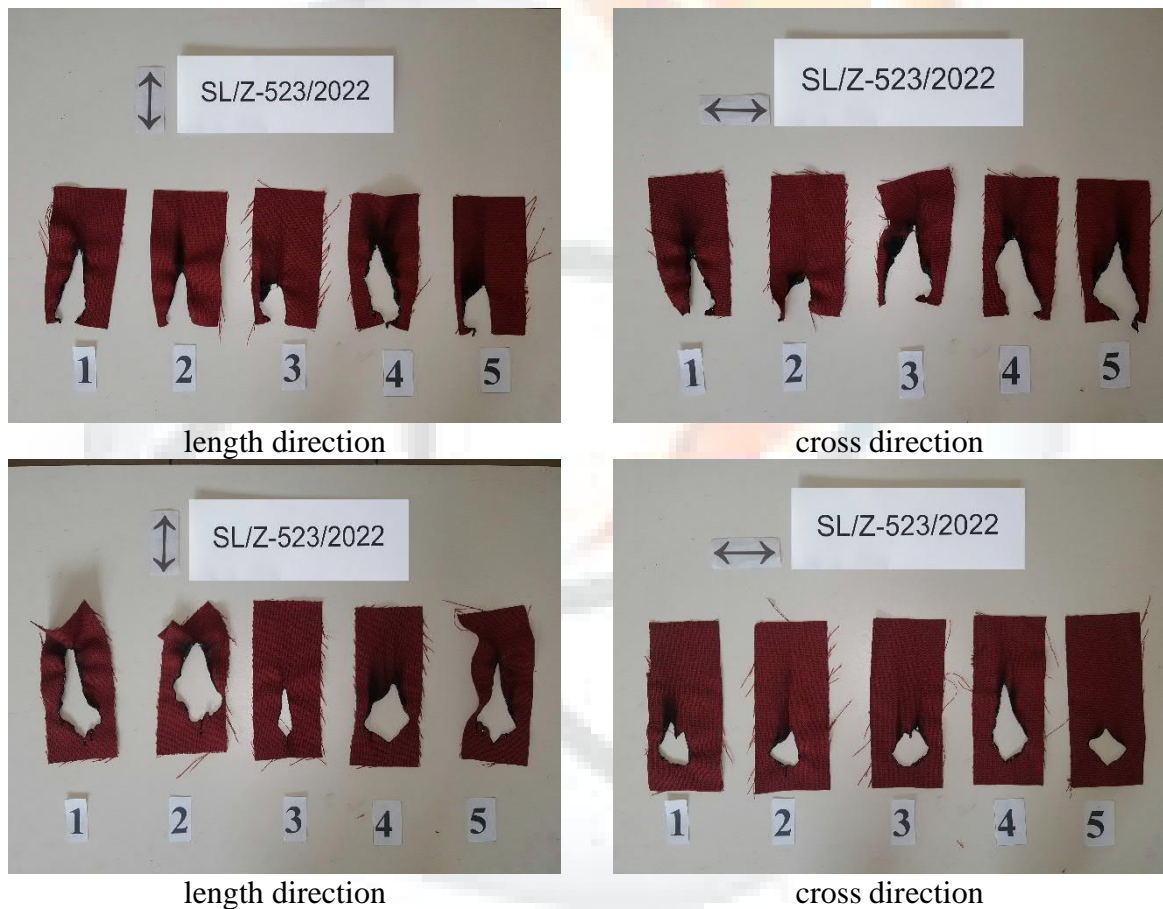 SL/Z-523/2022
1 2 3 4 5
length direction
SL/Z-523/2022
1 2 3 4 5
cross direction
SL/Z-523/2022
1 2 3 4 5
length direction
SL/Z-523/2022
1 2 3 4 5
cross direction